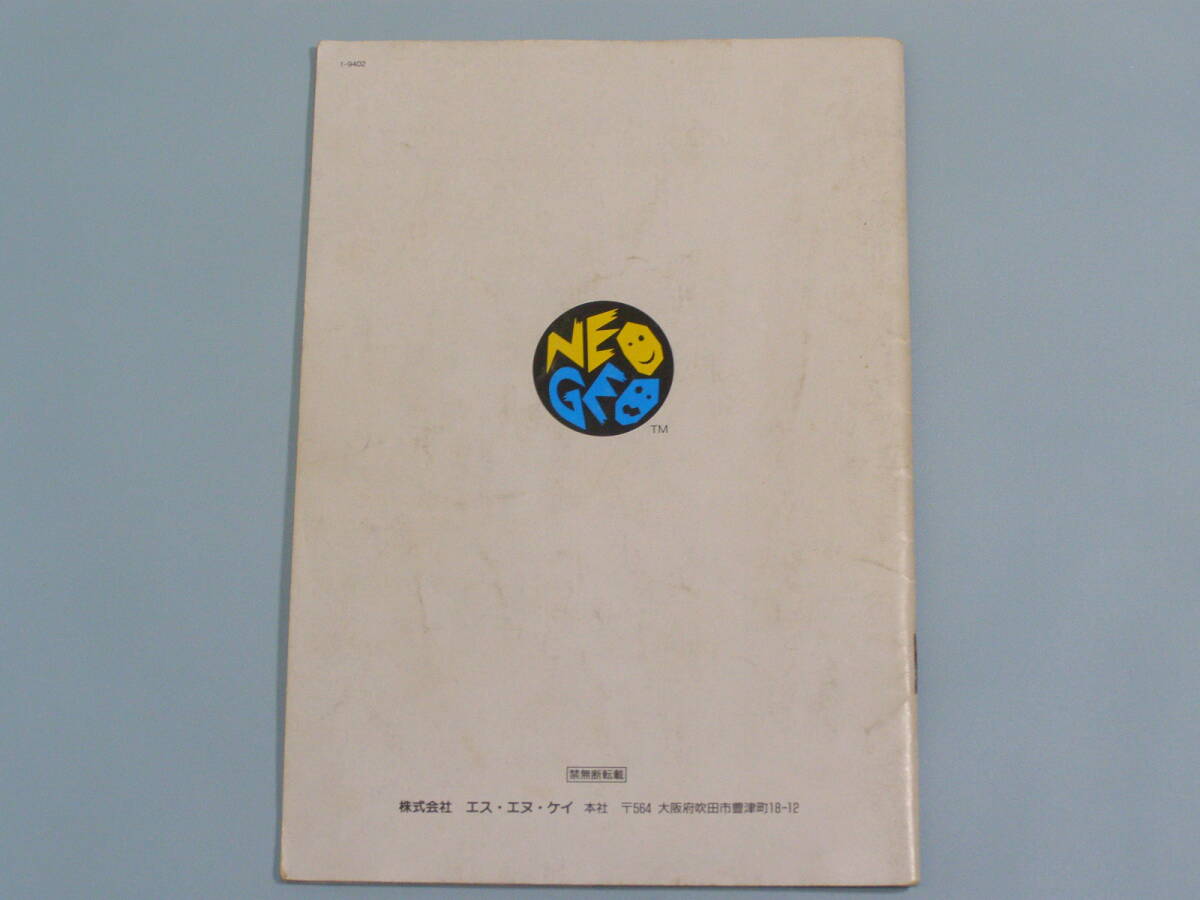 1-9402
NEO
GEO
TM
禁無断転載
株式会社 エス・エヌ・ケイ 本社 〒564 大阪府吹田市豊津町18-12